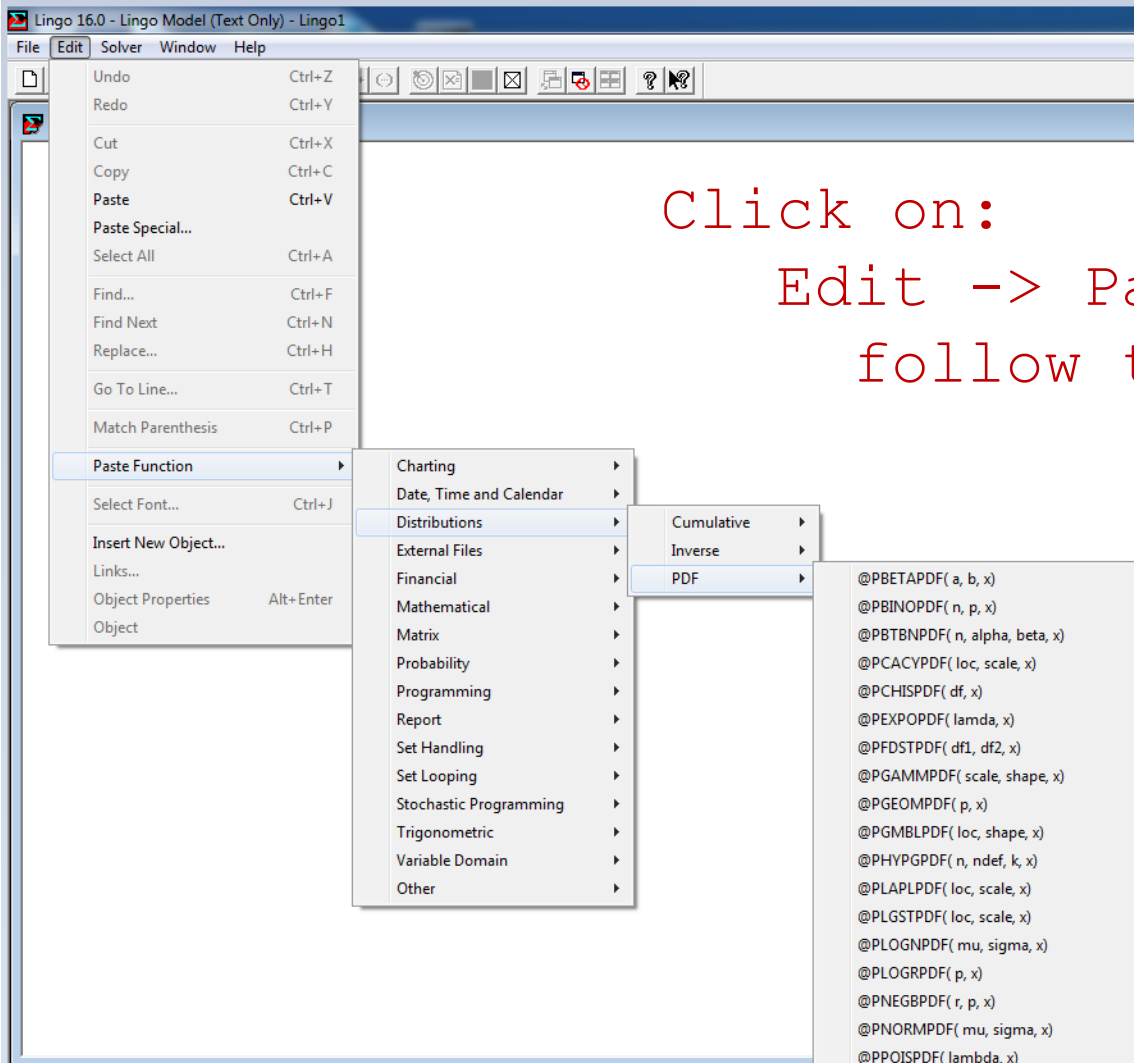 Lingo 16.0 - Lingo Model (Text Only) - Lingo1
File Edit Solver Window Help
Undo Ctrl+Z
Redo Ctrl+Y
Cut Ctrl+X
Copy Ctrl+C
Paste Ctrl+V
Paste Special...
Select All Ctrl+A
Find... Ctrl+F
Find Next Ctrl+N
Replace... Ctrl+H
Go To Line... Ctrl+T
Match Parenthesis Ctrl+P
Paste Function
Select Font... Ctrl+J
Insert New Object...
Links...
Object Properties Alt+Enter
Object
Charting
Date, Time and Calendar
Distributions
External Files
Financial
Mathematical
Matrix
Probability
Programming
Report
Set Handling
Set Looping
Stochastic Programming
Trigonometric
Variable Domain
Other
Cumulative
Inverse
PDF
@PBETAPDF( a, b, x)
@PBINOPDF( n, p, x)
@PBTBNPDF( n, alpha, beta, x)
@PCACYPDF( loc, scale, x)
@PCHISPDF( df, x)
@PEXPOPDF( lamda, x)
@PFDSTPDF( df1, df2, x)
@PGAMMPDF( scale, shape, x)
@PGEOMPDF( p, x)
@PGMBLPDF( loc, shape, x)
@PHYPGPDF( n, ndef, k, x)
@PLAPLPDF( loc, scale, x)
@PLGSTPDF( loc, scale, x)
@PLOGNPDF( mu, sigma, x)
@PLOGRPDF( p, x)
@PNEGBPDF( r, p, x)
@PNORMPDF( mu, sigma, x)
@PPOISPDF( lambda, x)
Click on:
Edit -> Pa
follow t